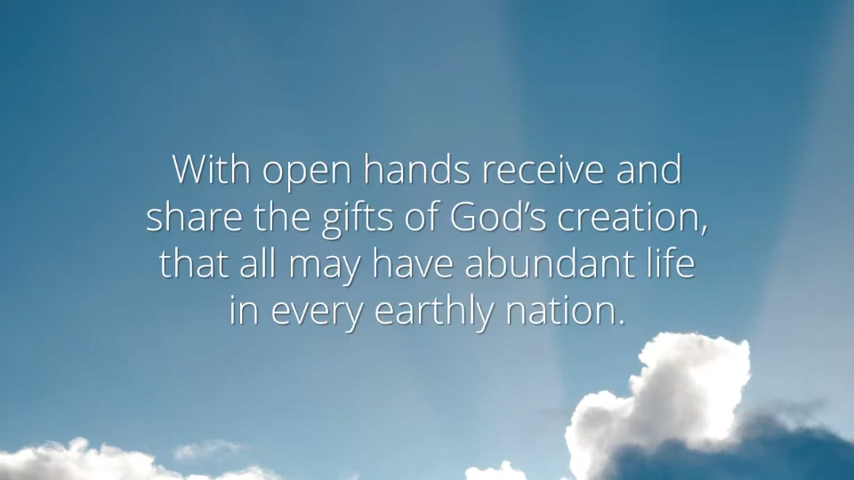 With open hands receive and
share the gifts of God's creation,
that all may have abundant life
in every earthly nation.